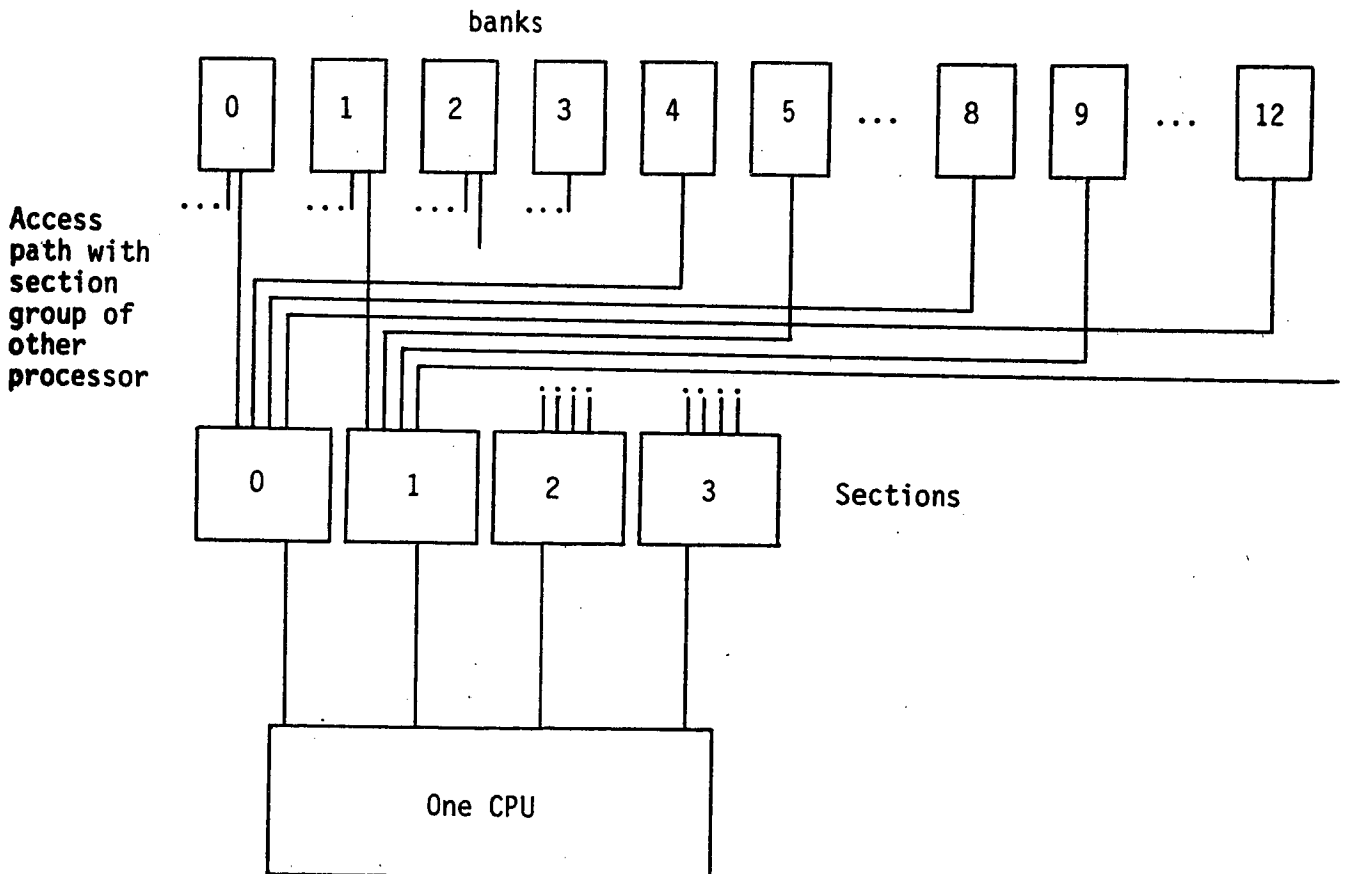 banks
0 1 2 3 4 5 ... 8 9 ... 12
... ... ... ...
Access
path with
section
group of
other
processor
0 1 2 3 Sections
One CPU